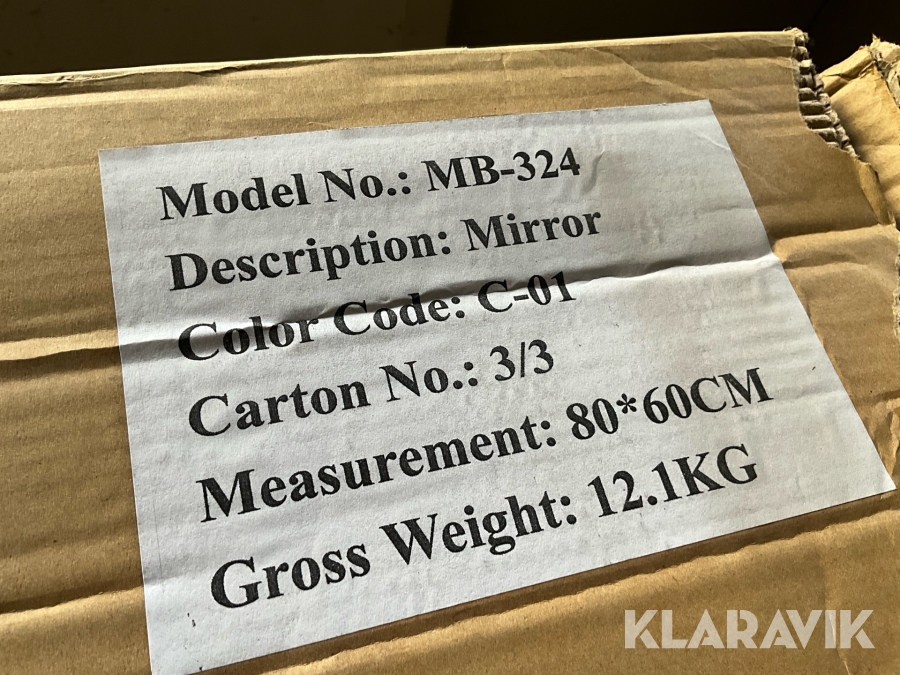 Model No.: MB-324
Description: Mirror
Color Code: C-01
Carton No.: 3/3
Measurement: 80*60CM
Gross Weight: 12.1KG
KLARAVIK